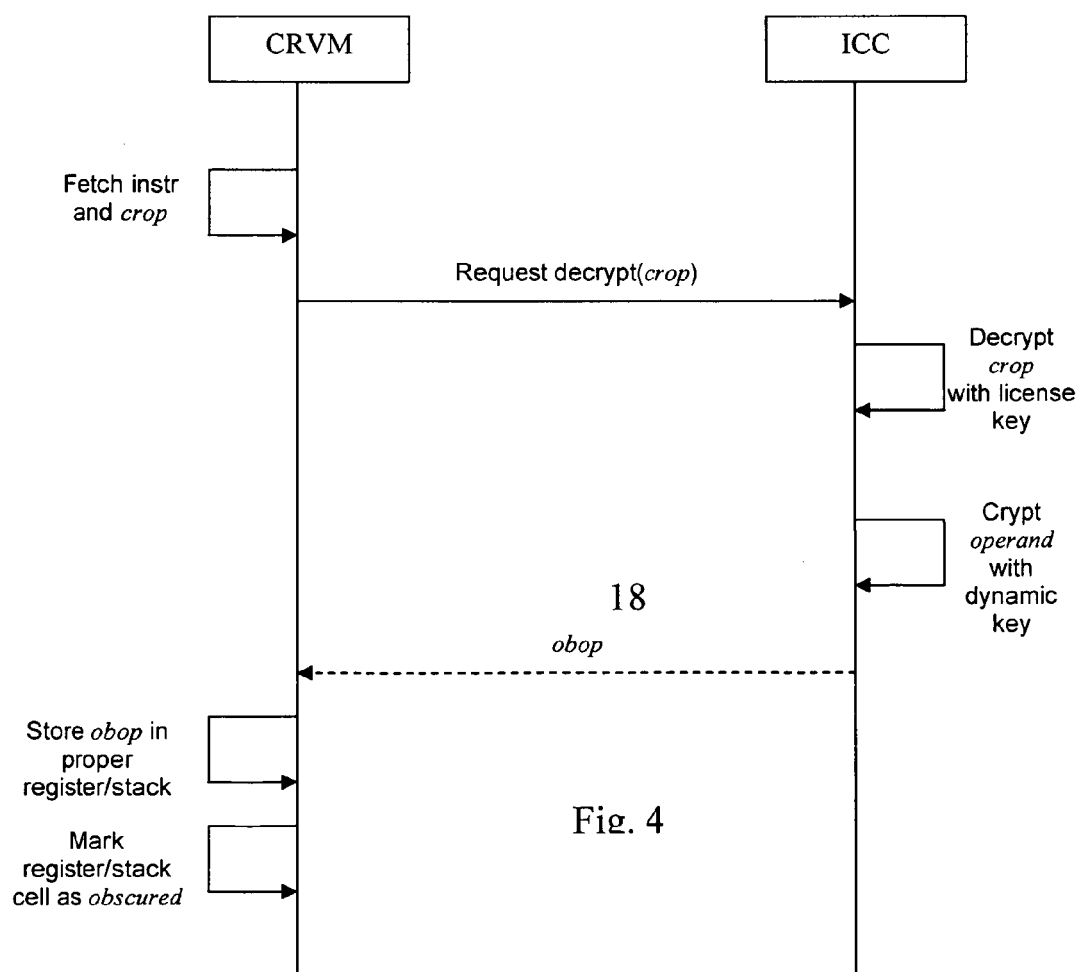 CRVM
ICC
Fetch instr
and crop
Request decrypt(crop)
Decrypt
crop
with license
key
Crypt
operand
with
dynamic
key
18
obop
Store obop in
proper
register/stack
Fig. 4
Mark
register/stack
cell as obscured